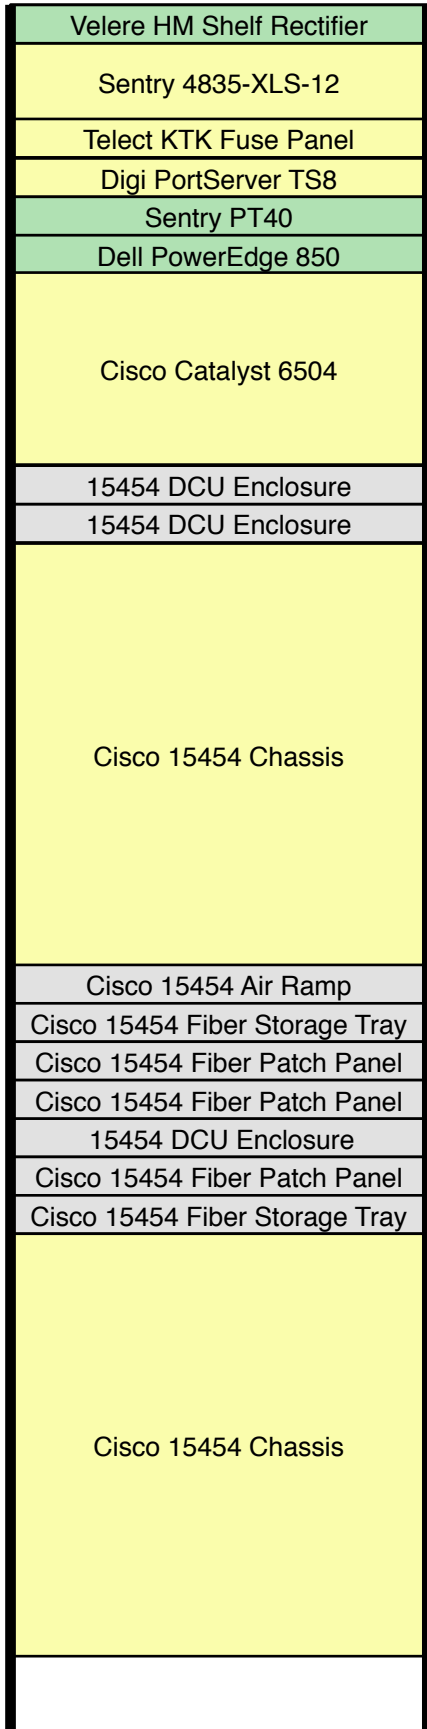 Velere HM Shelf Rectifier
Sentry 4835-XLS-12
Telect KTK Fuse Panel
Digi PortServer TS8
Sentry PT40
Dell PowerEdge 850
Cisco Catalyst 6504
15454 DCU Enclosure
15454 DCU Enclosure
Cisco 15454 Chassis
Cisco 15454 Air Ramp
Cisco 15454 Fiber Storage Tray
Cisco 15454 Fiber Patch Panel
Cisco 15454 Fiber Patch Panel
15454 DCU Enclosure
Cisco 15454 Fiber Patch Panel
Cisco 15454 Fiber Storage Tray
Cisco 15454 Chassis